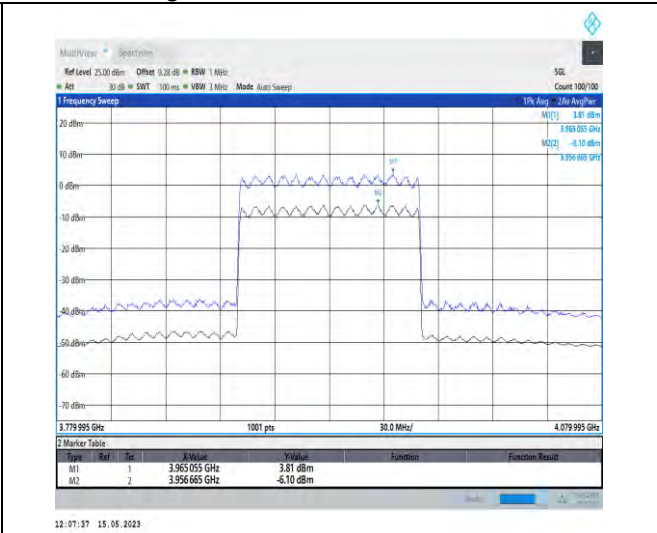 MultiView Spectrum
Ref Level 25.00 dBm Offset 9.28 dB RBW 1 MHz SGL
Att 30 dB SWT 100 ms VBW 3 MHz Mode Auto Sweep Count 100/100
1 Frequency Sweep 1Pk Avg 2Av AvgPwr
M1[1] 3.81 dBm
3.965 055 GHz
M2[2] -6.10 dBm
3.956 665 GHz
20 dBm
10 dBm
M1
0 dBm
M2
-10 dBm
-20 dBm
-30 dBm
-40 dBm
-50 dBm
-60 dBm
-70 dBm
3.779 995 GHz 1001 pts 30.0 MHz/ 4.079 995 GHz
2 Marker Table
Type Ref Trc X-Value Y-Value Function Function Result
M1 1 3.965 055 GHz 3.81 dBm
M2 2 3.956 665 GHz -6.10 dBm
12:07:37 15.05.2023